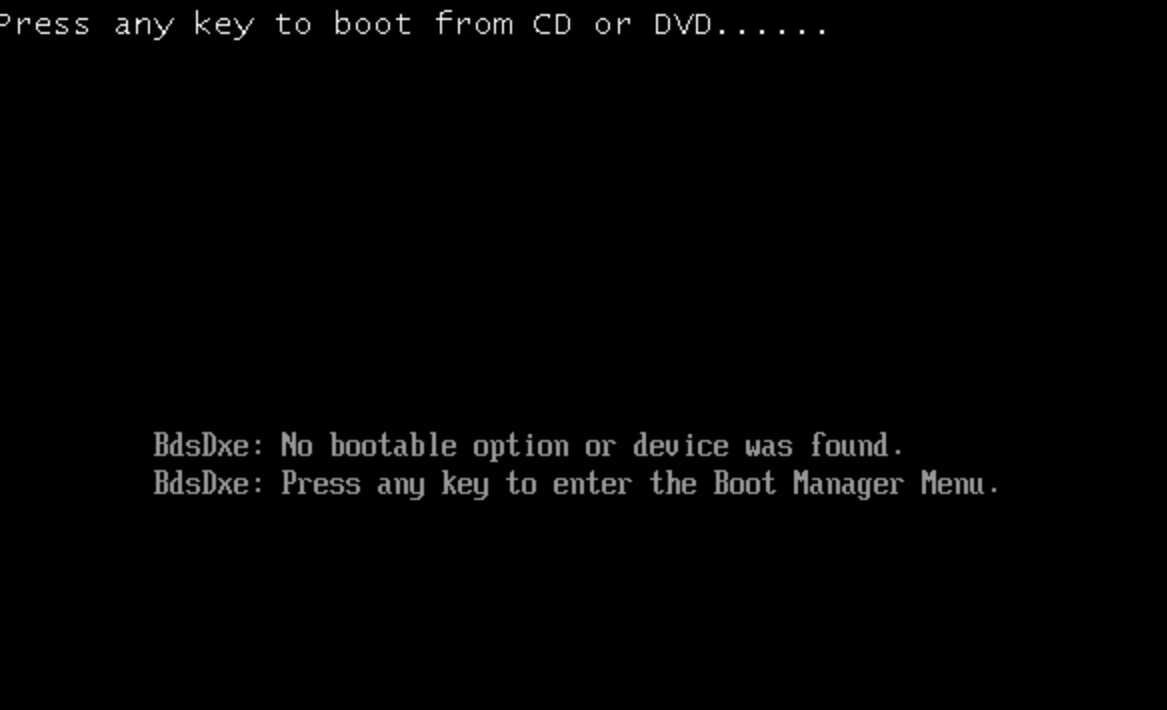 Press any key to boot from CD or DVD......
BdsDxe: No bootable option or device was found.
BdsDxe: Press any key to enter the Boot Manager Menu.